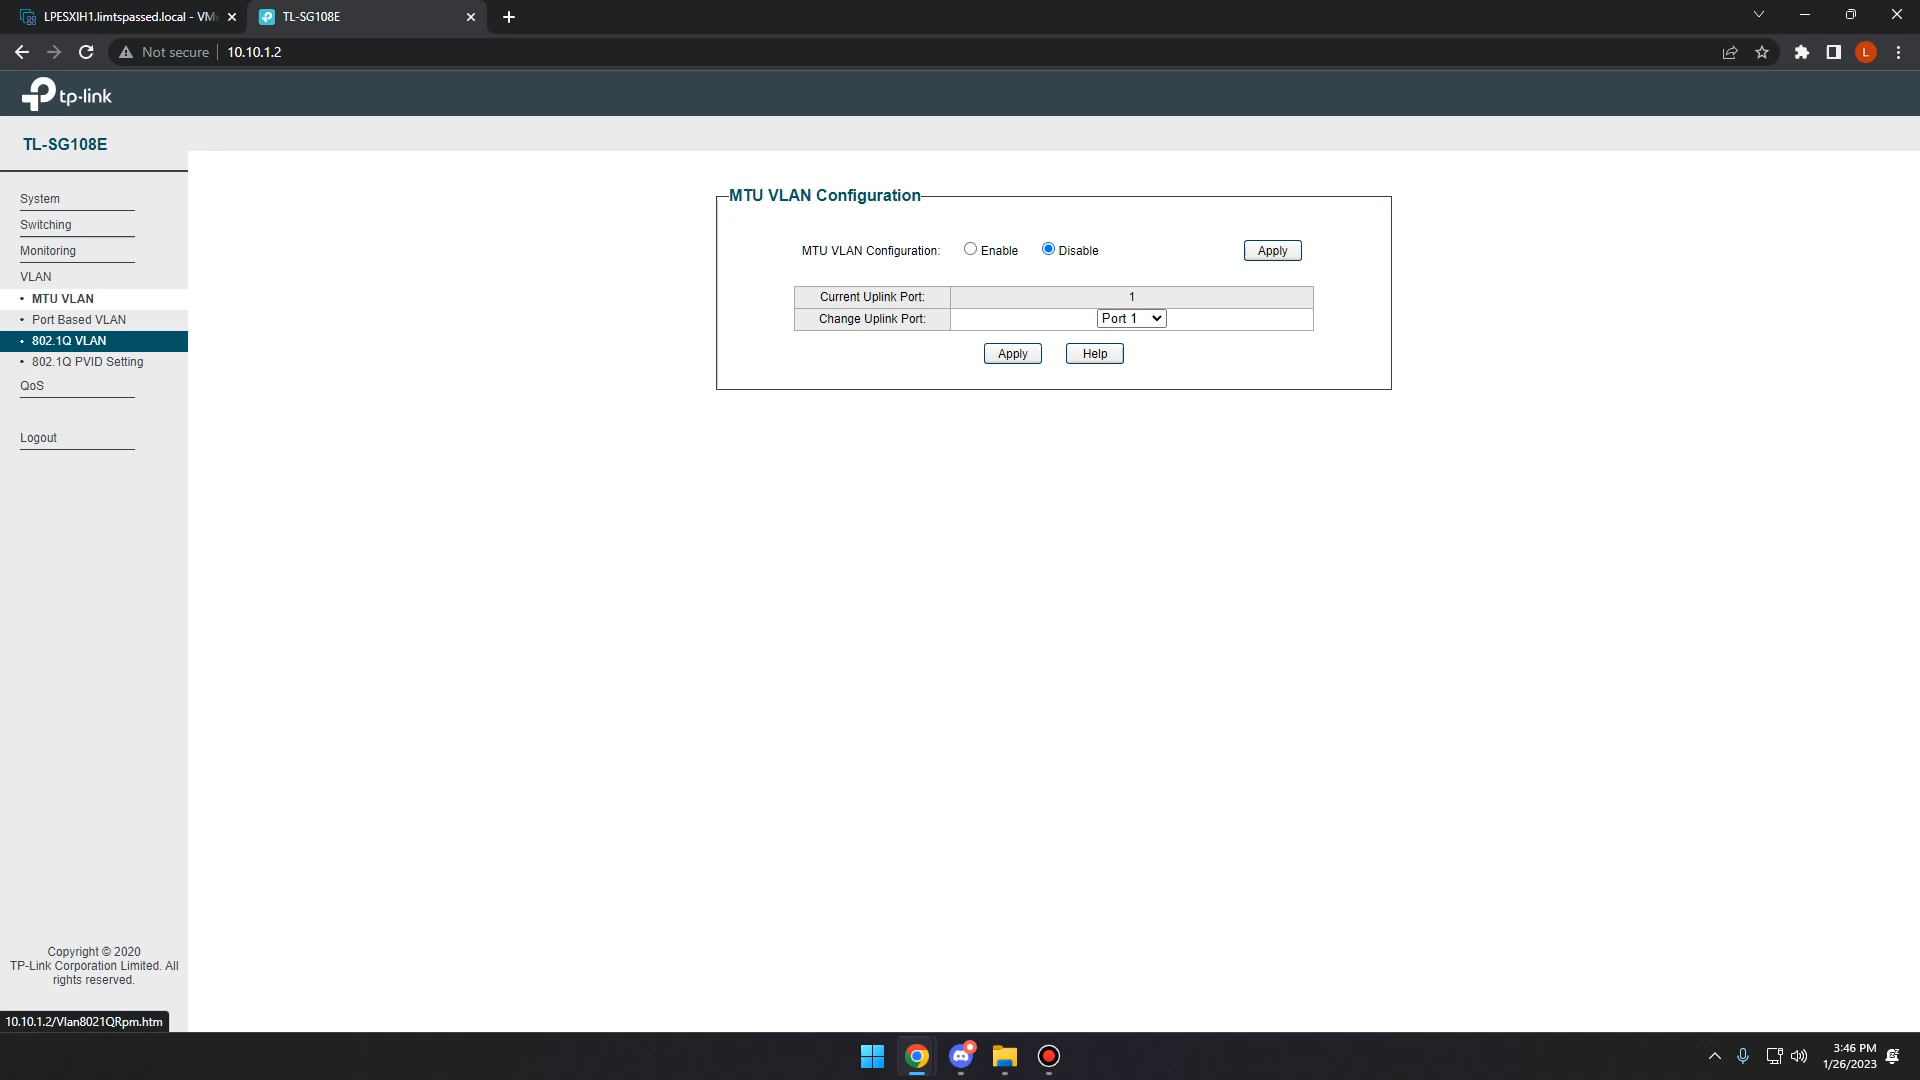 LPESXIH1.limtspassed.local - VM
TL-SG108E
Not secure
10.10.1.2
L
tp-link
TL-SG108E
System
Switching
Monitoring
VLAN
• MTU VLAN
• Port Based VLAN
• 802.1Q VLAN
• 802.1Q PVID Setting
QoS
Logout
MTU VLAN Configuration
MTU VLAN Configuration: Enable Disable Apply
Current Uplink Port: 1
Change Uplink Port: Port 1
Apply Help
Copyright © 2020
TP-Link Corporation Limited. All
rights reserved.
10.10.1.2/Vlan8021QRpm.htm
3:46 PM
1/26/2023